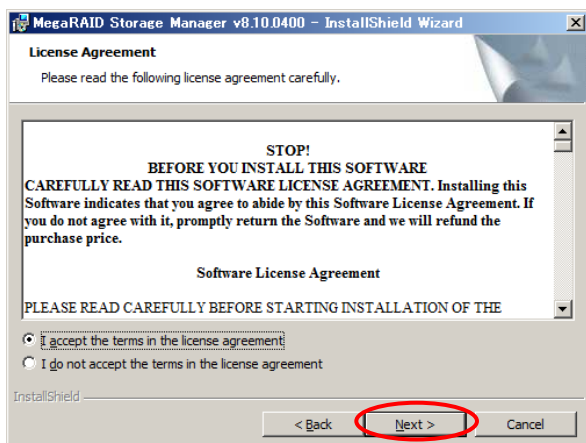 MegaRAID Storage Manager v8.10.0400 - InstallShield Wizard
License Agreement
Please read the following license agreement carefully.
STOP!
BEFORE YOU INSTALL THIS SOFTWARE
CAREFULLY READ THIS SOFTWARE LICENSE AGREEMENT. Installing this
Software indicates that you agree to abide by this Software License Agreement. If
you do not agree with it, promptly return the Software and we will refund the
purchase price.
Software License Agreement
PLEASE READ CAREFULLY BEFORE STARTING INSTALLATION OF THE
I accept the terms in the license agreement
I do not accept the terms in the license agreement
InstallShield
< Back Next > Cancel